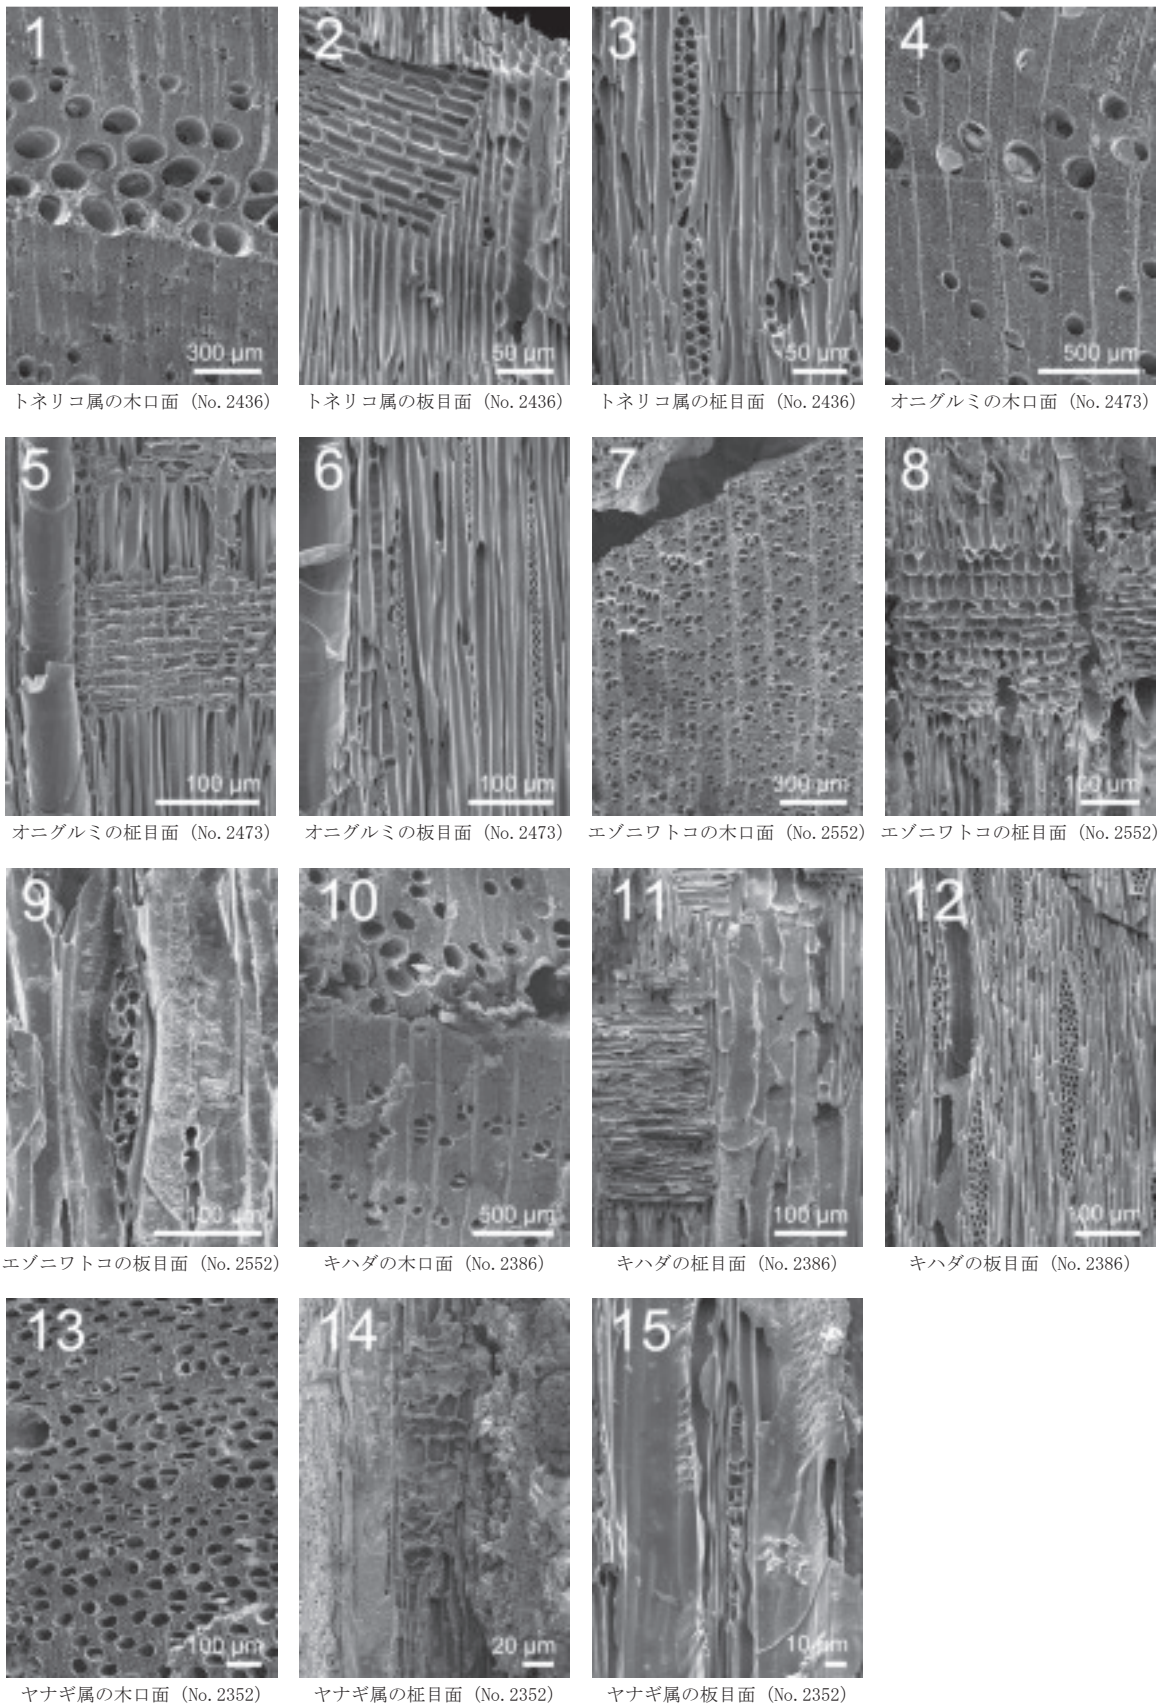 1
2
3
4
300 μm
50 μm
50 μm
500 μm
トネリコ属の木口面 (No. 2436)
トネリコ属の板目面 (No. 2436)
トネリコ属の柾目面 (No. 2436)
オニグルミの木口面 (No. 2473)
5
6
7
8
100 μm
100 μm
300 μm
100 μm
オニグルミの柾目面 (No. 2473)
オニグルミの板目面 (No. 2473)
エゾニワトコの木口面 (No. 2552)
エゾニワトコの柾目面 (No. 2552)
9
10
11
12
100 μm
500 μm
100 μm
100 μm
エゾニワトコの板目面 (No. 2552)
キハダの木口面 (No. 2386)
キハダの柾目面 (No. 2386)
キハダの板目面 (No. 2386)
13
14
15
100 μm
20 μm
10 μm
ヤナギ属の木口面 (No. 2352)
ヤナギ属の柾目面 (No. 2352)
ヤナギ属の板目面 (No. 2352)